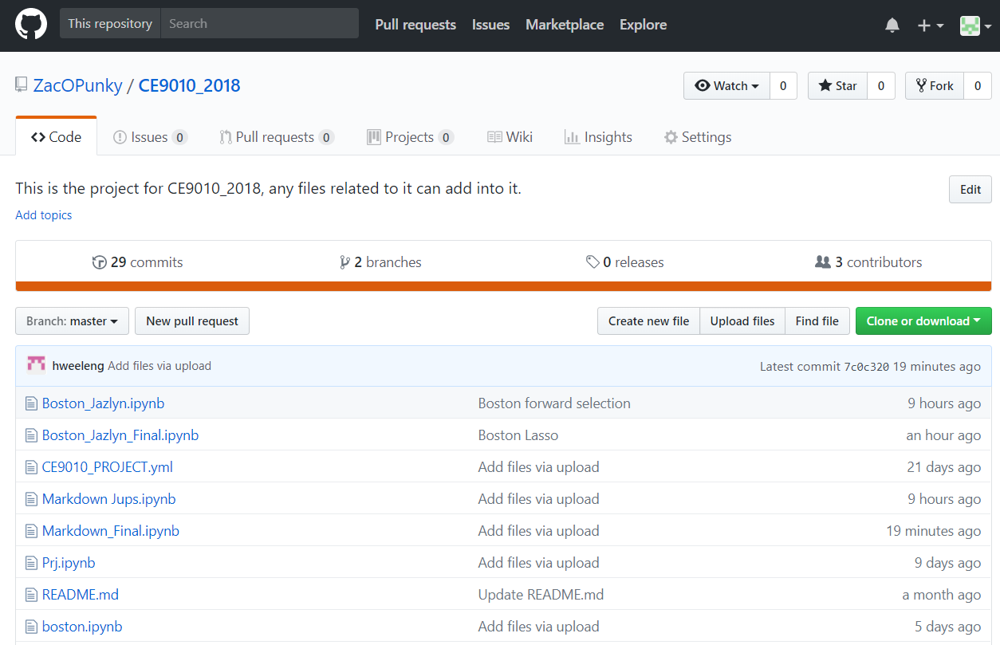 This repository Search Pull requests Issues Marketplace Explore
ZacOPunky / CE9010_2018 Watch 0 Star 0 Fork 0
Code Issues 0 Pull requests 0 Projects 0 Wiki Insights Settings
This is the project for CE9010_2018, any files related to it can add into it. Edit
Add topics
29 commits 2 branches 0 releases 3 contributors
Branch: master New pull request Create new file Upload files Find file Clone or download
hweeleng Add files via upload Latest commit 7c0c320 19 minutes ago
Boston_Jazlyn.ipynb Boston forward selection 9 hours ago
Boston_Jazlyn_Final.ipynb Boston Lasso an hour ago
CE9010_PROJECT.yml Add files via upload 21 days ago
Markdown Jups.ipynb Add files via upload 9 hours ago
Markdown_Final.ipynb Add files via upload 19 minutes ago
Prj.ipynb Add files via upload 9 days ago
README.md Update README.md a month ago
boston.ipynb Add files via upload 5 days ago